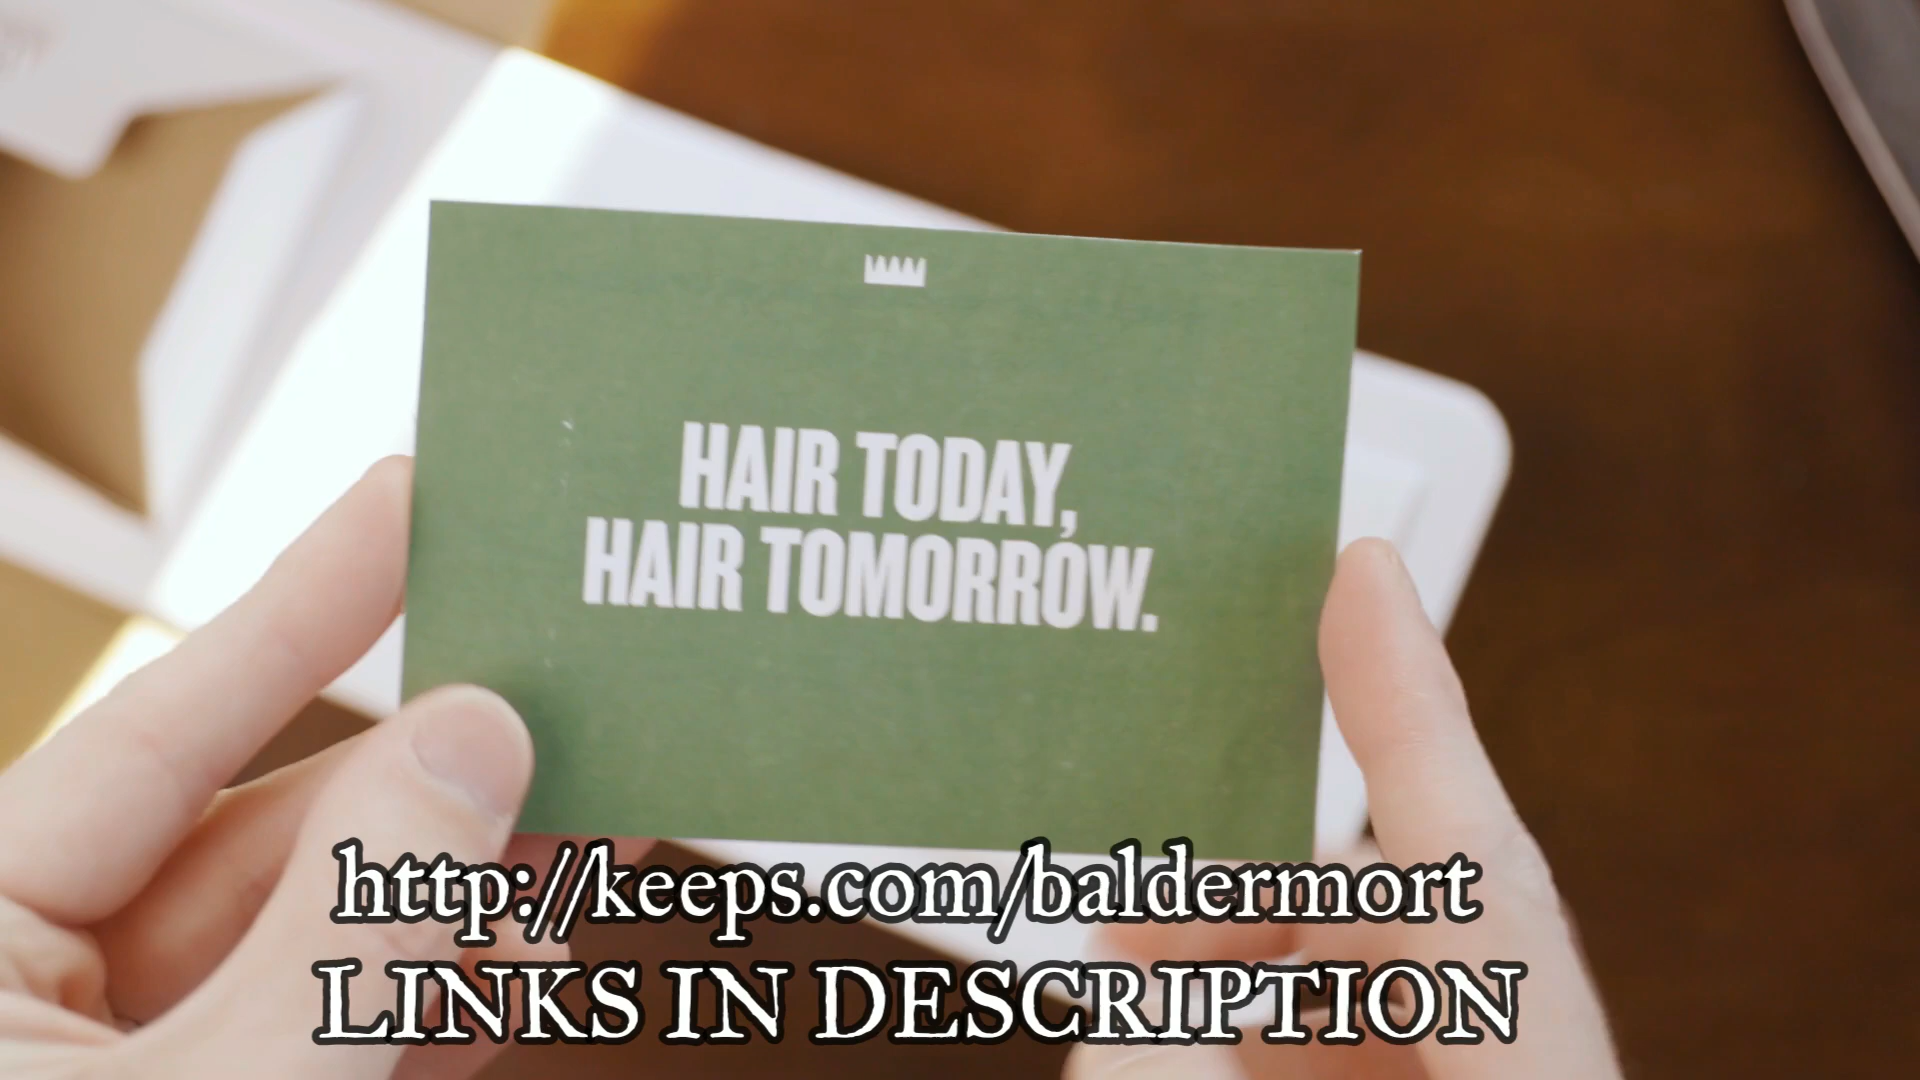 HAIR TODAY,
HAIR TOMORROW.
http://keeps.com/baldermort
LINKS IN DESCRIPTION